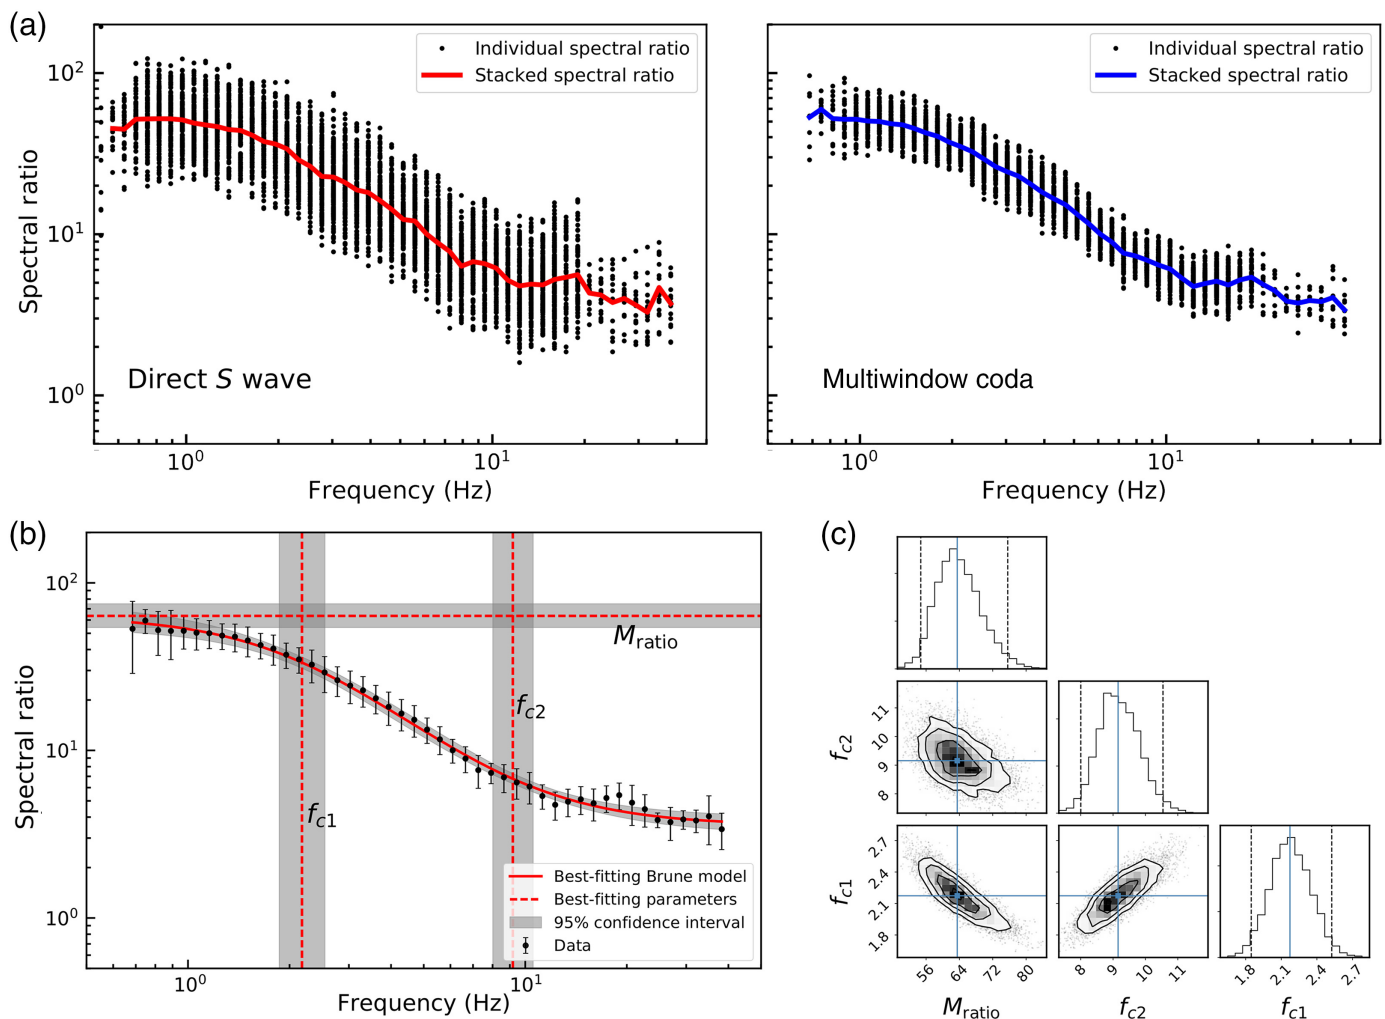 (a)
Individual spectral ratio
Stacked spectral ratio
10²
10¹
10⁰
Spectral ratio
Direct S wave
10⁰
10¹
Frequency (Hz)
Individual spectral ratio
Stacked spectral ratio
Multiwindow coda
10⁰
10¹
Frequency (Hz)
(b)
10²
10¹
10⁰
Spectral ratio
M_ratio
f_c2
f_c1
Best-fitting Brune model
Best-fitting parameters
95% confidence interval
Data
10⁰
10¹
Frequency (Hz)
(c)
11
10
9
8
f_c2
2.7
2.4
2.1
1.8
f_c1
56
64
72
80
M_ratio
8
9
10
11
f_c2
1.8
2.1
2.4
2.7
f_c1